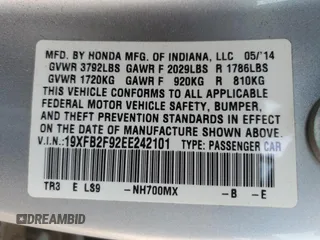 MFD. BY HONDA MFG. OF INDIANA, LLC 05/'14
GVWR 3792LBS GAWR F 2029LBS R 1786LBS
GVWR 1720KG GAWR F 920KG R 810KG
THIS VEHICLE CONFORMS TO ALL APPLICABLE
FEDERAL MOTOR VEHICLE SAFETY, BUMPER,
AND THEFT PREVENTION STANDARDS IN EFFECT
ON THE DATE OF MANUFACTURE SHOWN ABOVE.
V.I.N.: 19XFB2F92EE242101 TYPE: PASSENGER CAR
TR3 E LS9 -NH700MX -B -E
DREAMBID